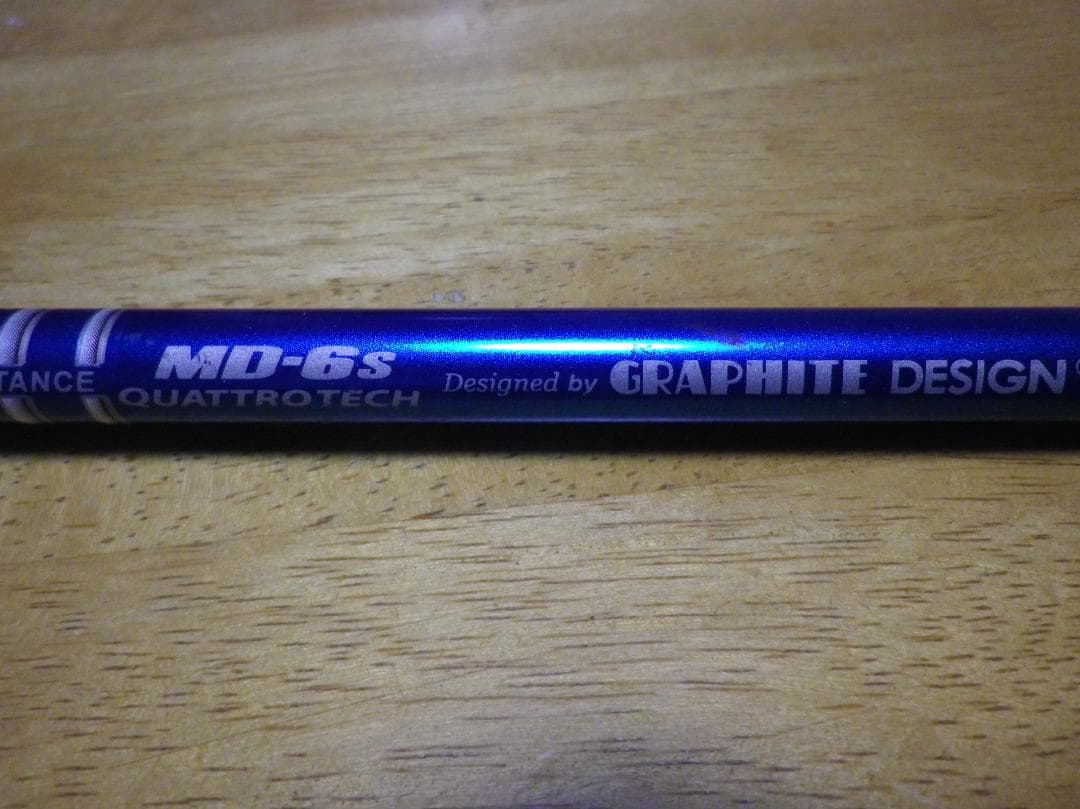 TANCE
MD-6s
QUATTROTECH
Designed by GRAPHITE DESIGN